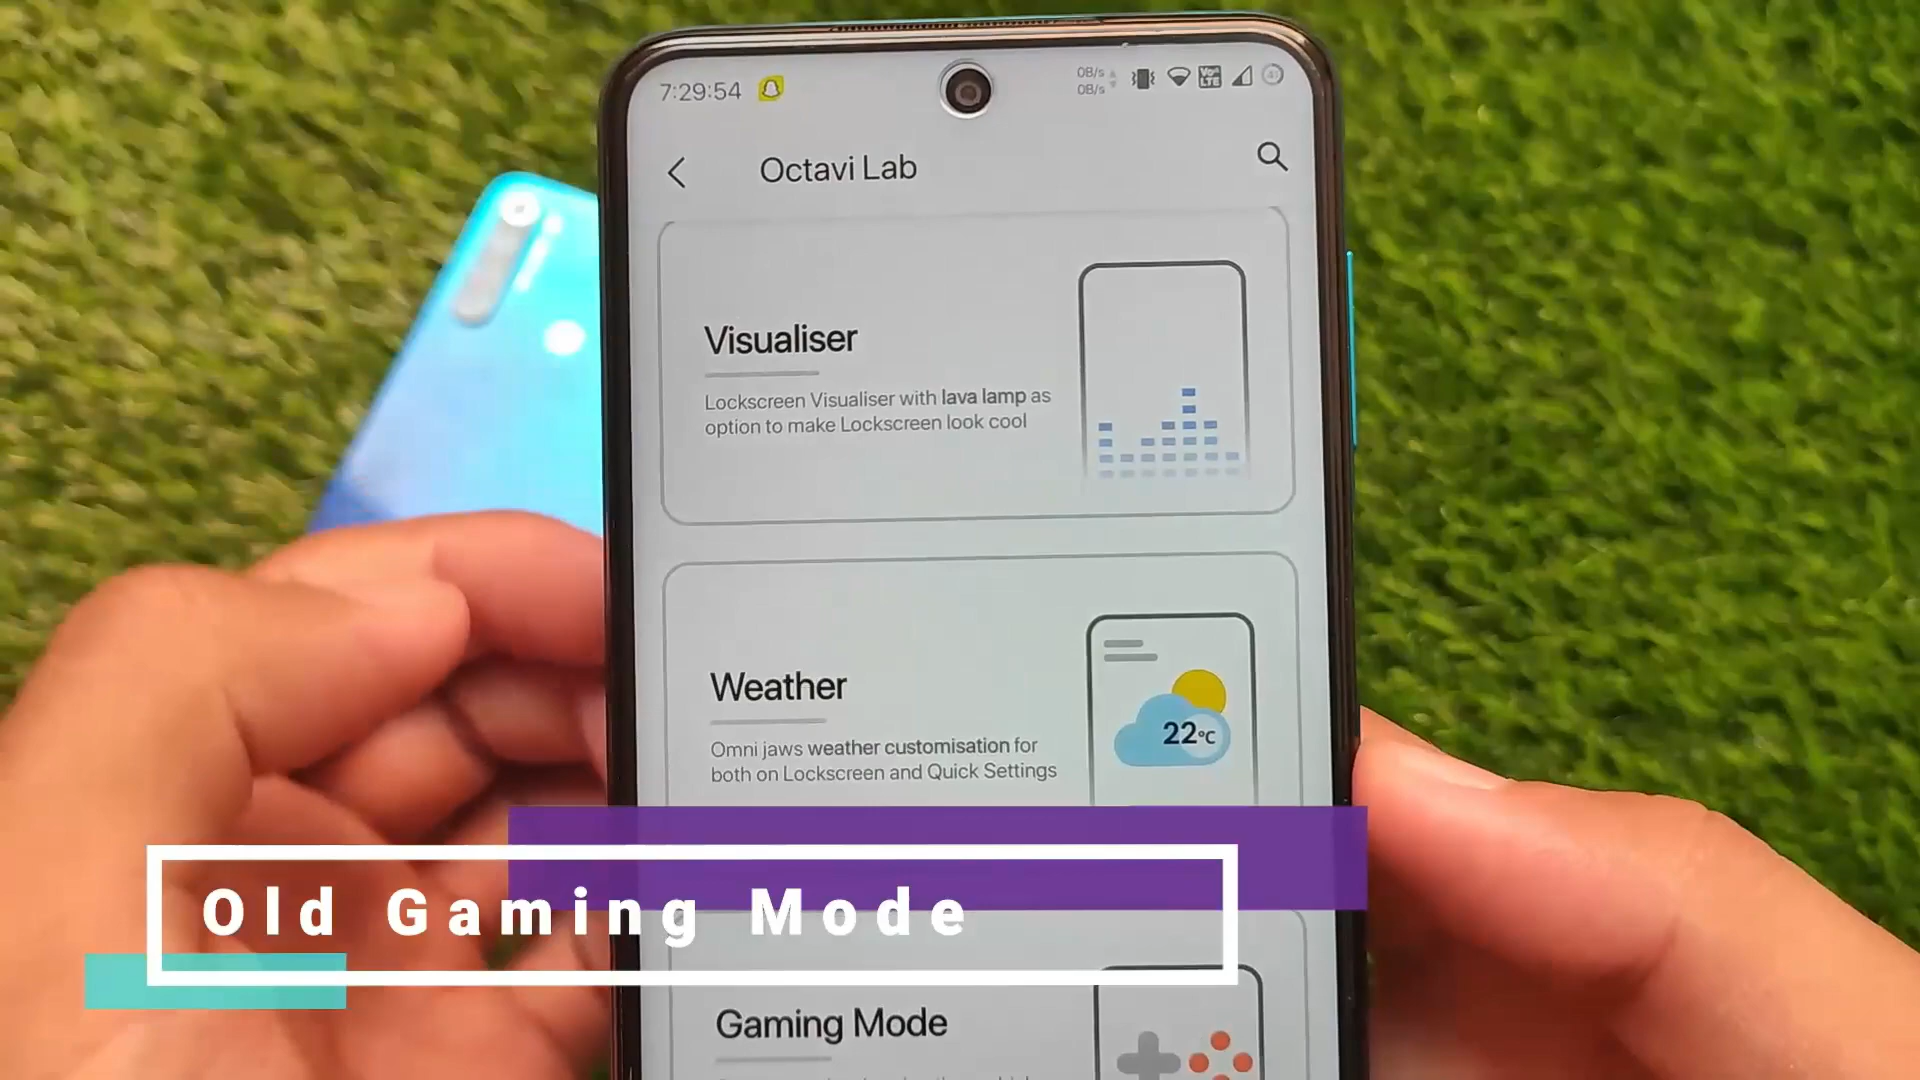 7:29:54
0B/s
0B/s
Vo
LTE
Octavi Lab
Visualiser
Lockscreen Visualiser with lava lamp as
option to make Lockscreen look cool
Weather
Omni jaws weather customisation for
both on Lockscreen and Quick Settings
22°C
Old Gaming Mode
Gaming Mode